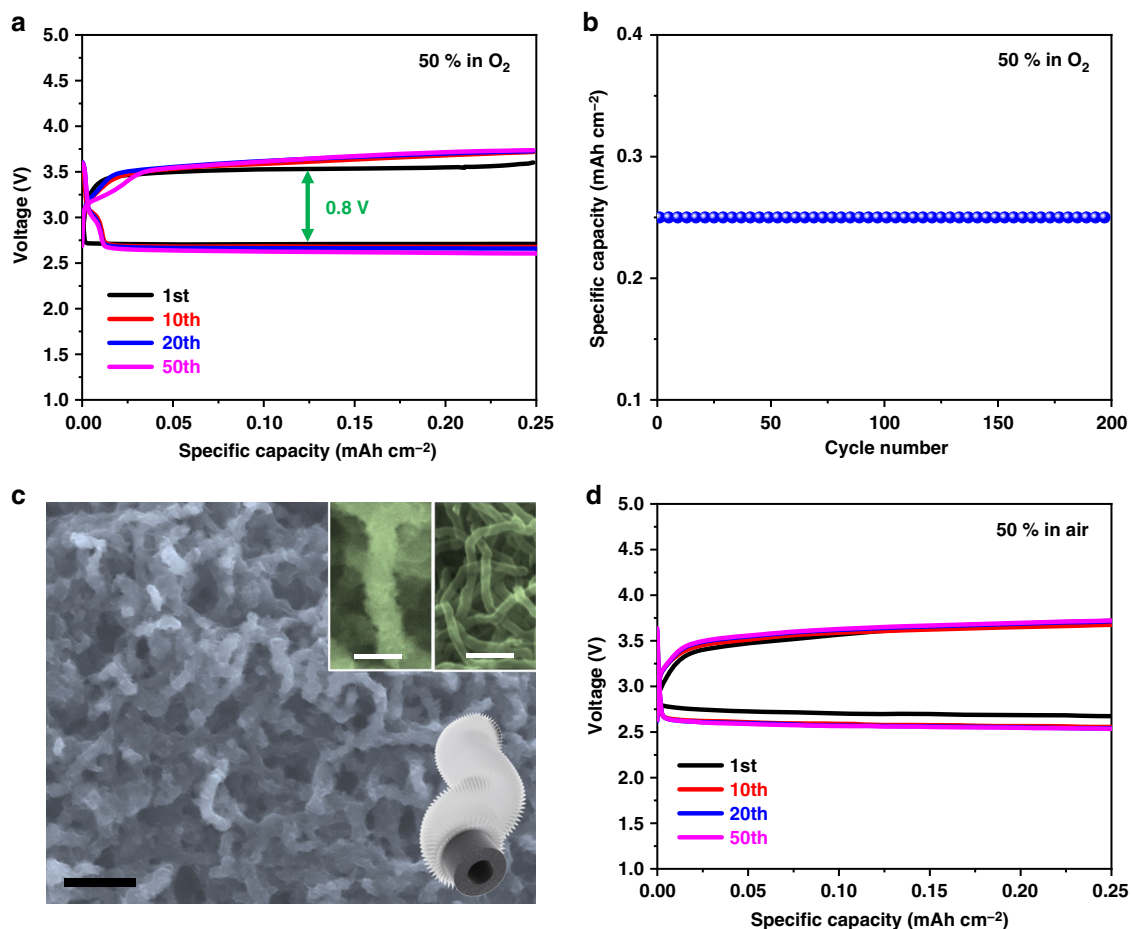 a
50 % in O₂
5.0
4.5
4.0
3.5
3.0
2.5
2.0
1.5
1.0
Voltage (V)
0.8 V
1st
10th
20th
50th
0.00 0.05 0.10 0.15 0.20 0.25
Specific capacity (mAh cm⁻²)
b
50 % in O₂
0.4
0.3
0.2
0.1
Specific capacity (mAh cm⁻²)
0 50 100 150 200
Cycle number
c
d
50 % in air
5.0
4.5
4.0
3.5
3.0
2.5
2.0
1.5
1.0
Voltage (V)
1st
10th
20th
50th
0.00 0.05 0.10 0.15 0.20 0.25
Specific capacity (mAh cm⁻²)